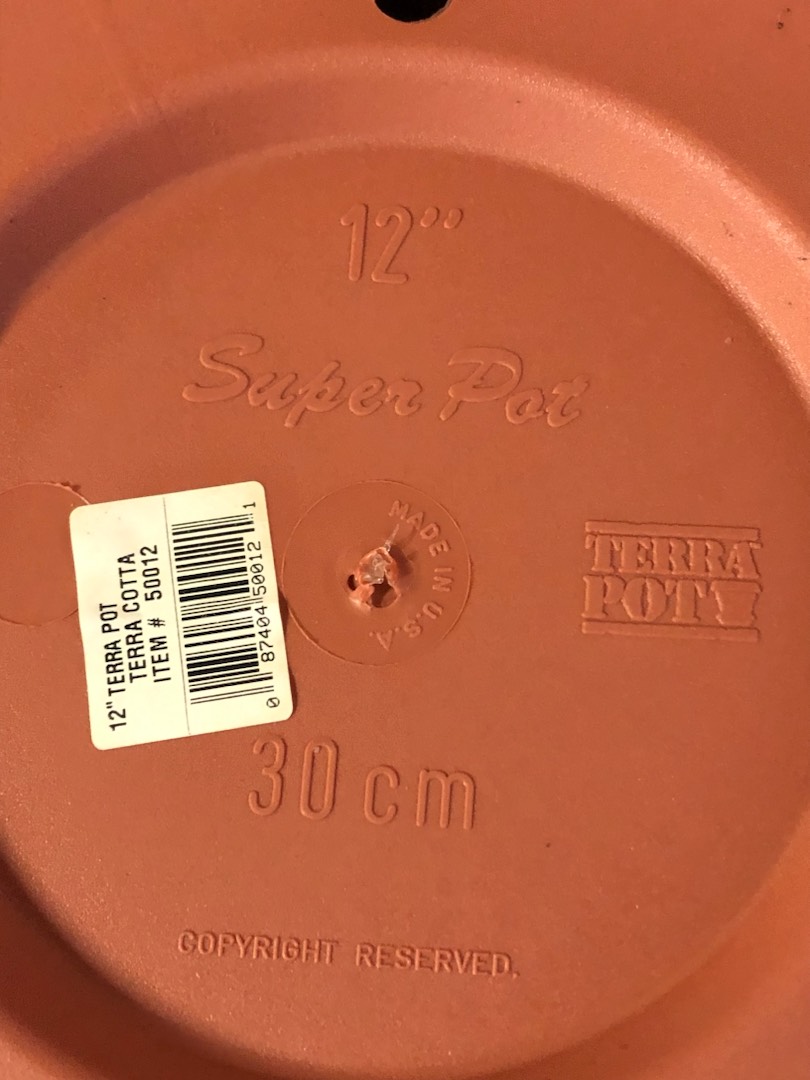 12"
Super Pot
MADE IN U.S.A.
TERRA
POT
12" TERRA POT
TERRA COTTA
ITEM # 50012
0 87404 50012 1
30 cm
COPYRIGHT RESERVED.